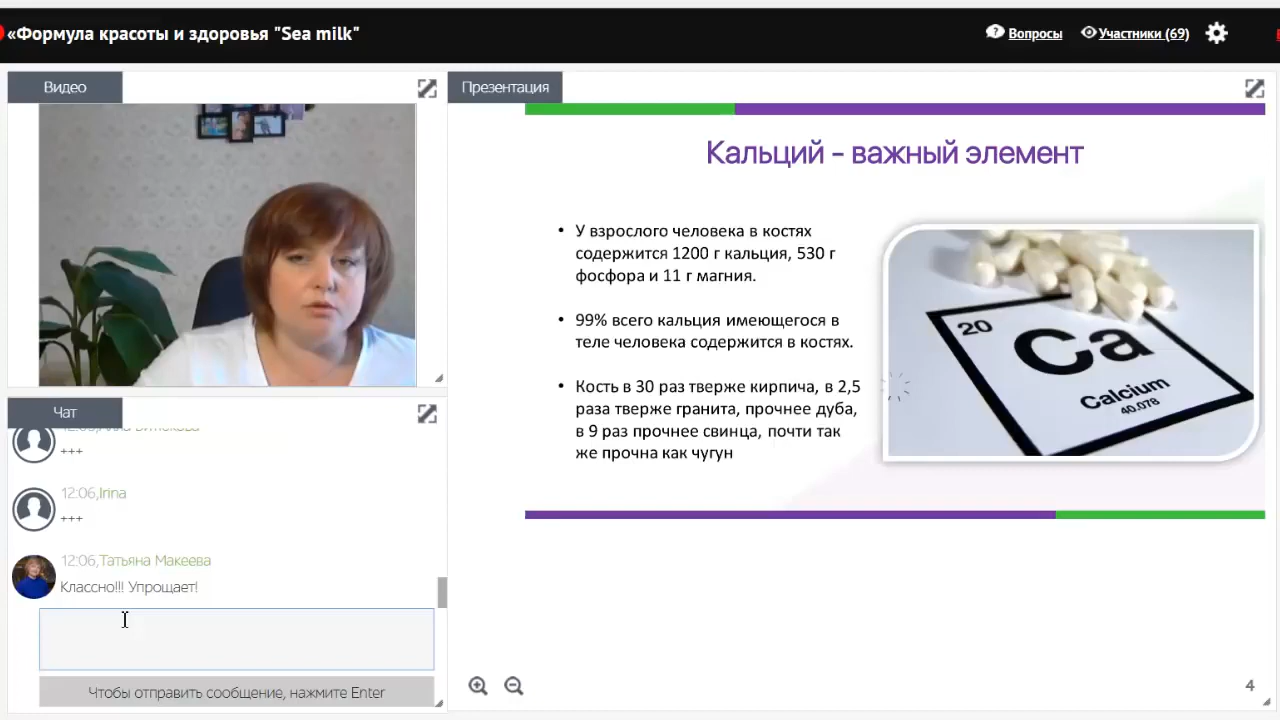 «Формула красоты и здоровья "Sea milk"
Вопросы
Участники (69)
Видео
Презентация
Кальций - важный элемент
• У взрослого человека в костях
содержится 1200 г кальция, 530 г
фосфора и 11 г магния.
• 99% всего кальция имеющегося в
теле человека содержится в костях.
• Кость в 30 раз тверже кирпича, в 2,5
раза тверже гранита, прочнее дуба,
в 9 раз прочнее свинца, почти так
же прочна как чугун
20
Ca
Calcium
40.078
Чат
+++
12:06,Irina
+++
12:06,Татьяна Макеева
Классно!!! Упрощает!
Чтобы отправить сообщение, нажмите Enter
4